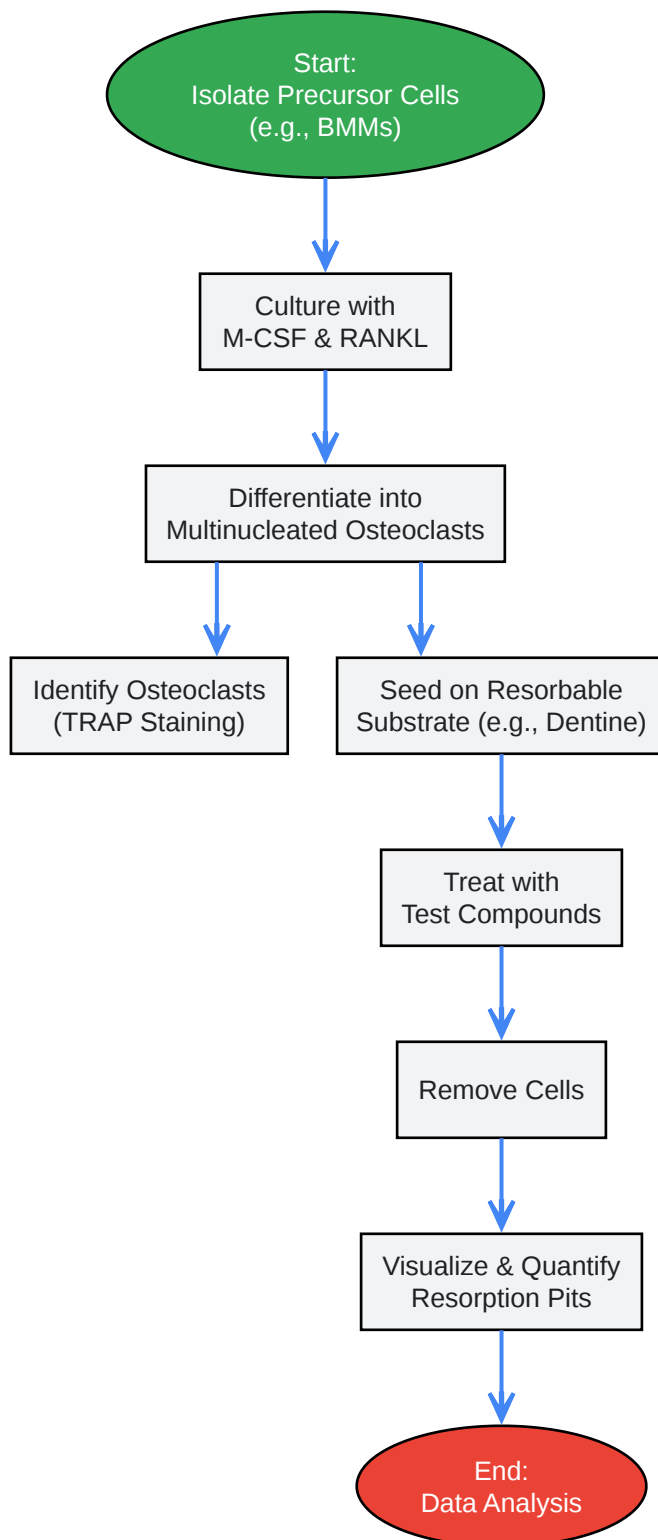 Start:
Isolate Precursor Cells
(e.g., BMMs)
Culture with
M-CSF & RANKL
Differentiate into
Multinucleated Osteoclasts
Identify Osteoclasts
(TRAP Staining)
Seed on Resorbable
Substrate (e.g., Dentine)
Treat with
Test Compounds
Remove Cells
Visualize & Quantify
Resorption Pits
End:
Data Analysis